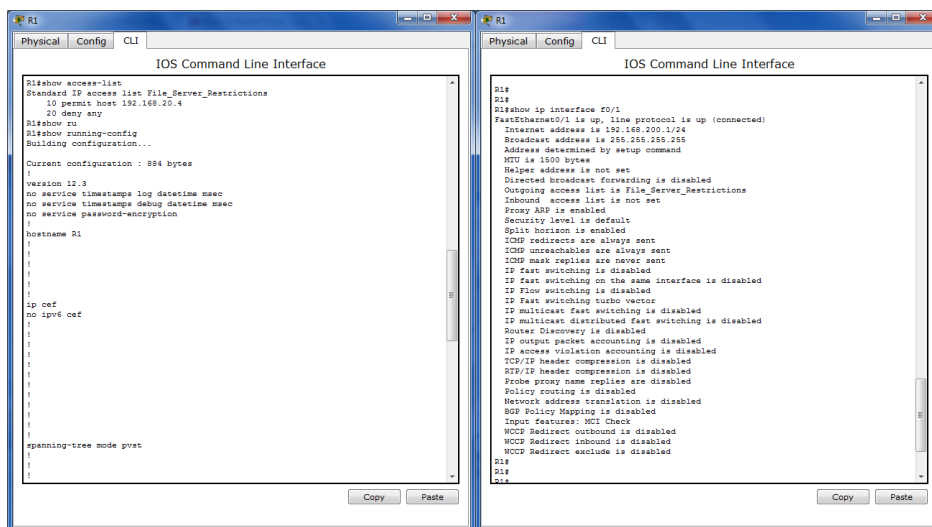 R1
Physical Config CLI
IOS Command Line Interface
R1#show access-list
Standard IP access list File_Server_Restrictions
10 permit host 192.168.20.4
20 deny any
R1#show ru
R1#show running-config
Building configuration...
Current configuration : 884 bytes
!
version 12.3
no service timestamps log datetime msec
no service timestamps debug datetime msec
no service password-encryption
!
hostname R1
!
!
!
!
!
ip cef
no ipv6 cef
!
!
!
!
!
!
!
!
!
!
!
!
spanning-tree mode pvst
!
!
!
Copy Paste
R1
Physical Config CLI
IOS Command Line Interface
R1#
R1#
R1#show ip interface f0/1
FastEthernet0/1 is up, line protocol is up (connected)
Internet address is 192.168.200.1/24
Broadcast address is 255.255.255.255
Address determined by setup command
MTU is 1500 bytes
Helper address is not set
Directed broadcast forwarding is disabled
Outgoing access list is File_Server_Restrictions
Inbound access list is not set
Proxy ARP is enabled
Security level is default
Split horizon is enabled
ICMP redirects are always sent
ICMP unreachables are always sent
ICMP mask replies are never sent
IP fast switching is disabled
IP fast switching on the same interface is disabled
IP Flow switching is disabled
IP Fast switching turbo vector
IP multicast fast switching is disabled
IP multicast distributed fast switching is disabled
Router Discovery is disabled
IP output packet accounting is disabled
IP access violation accounting is disabled
TCP/IP header compression is disabled
RTP/IP header compression is disabled
Probe proxy name replies are disabled
Policy routing is disabled
Network address translation is disabled
BGP Policy Mapping is disabled
Input features: MCI Check
WCCP Redirect outbound is disabled
WCCP Redirect inbound is disabled
WCCP Redirect exclude is disabled
R1#
R1#
R1#
Copy Paste